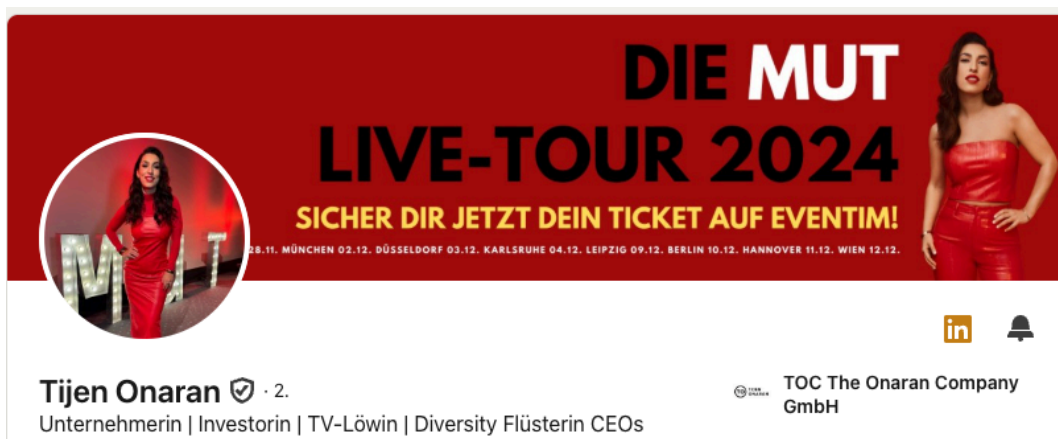 DIE MUT
LIVE-TOUR 2024
SICHER DIR JETZT DEIN TICKET AUF EVENTIM!
28.11. MÜNCHEN 02.12. DÜSSELDORF 03.12. KARLSRUHE 04.12. LEIPZIG 09.12. BERLIN 10.12. HANNOVER 11.12. WIEN 12.12.
MUT
in
Tijen Onaran · 2.
Unternehmerin | Investorin | TV-Löwin | Diversity Flüsterin CEOs
TOC The Onaran Company
GmbH